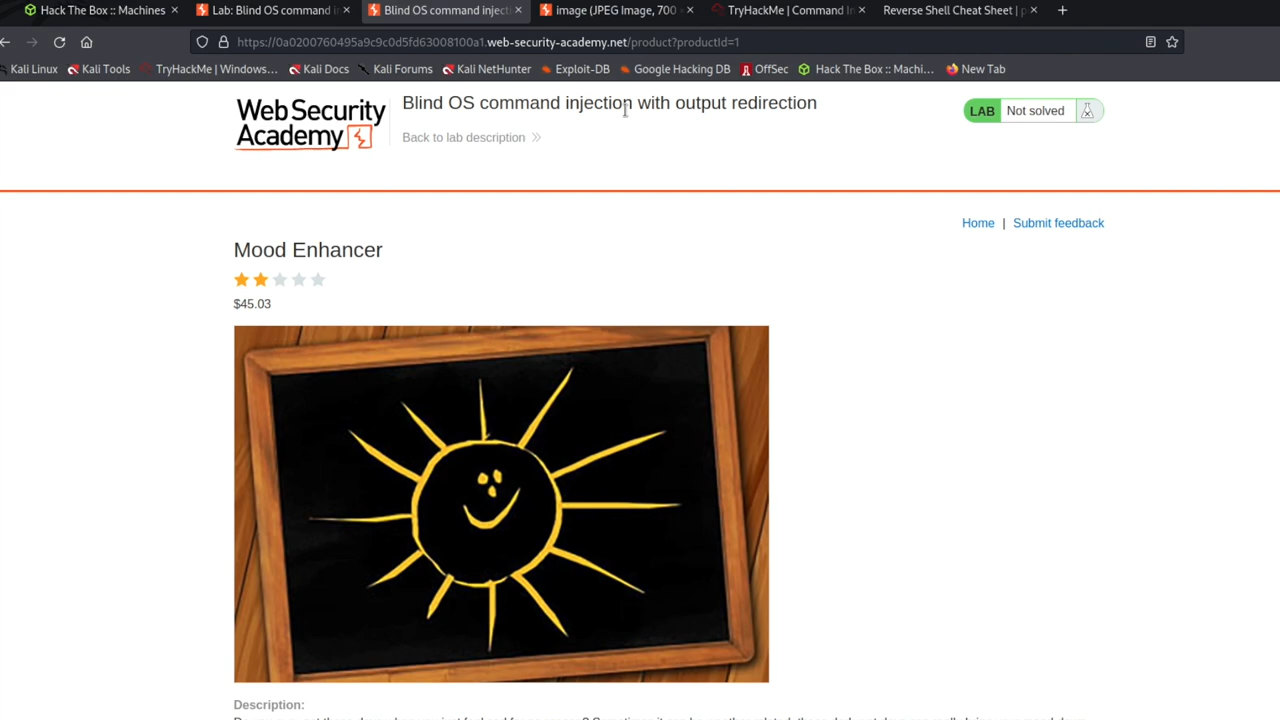 Hack The Box :: Machines
Lab: Blind OS command i
Blind OS command inject
image (JPEG Image, 700
TryHackMe | Command In
Reverse Shell Cheat Sheet | p
https://0a0200760495a9c9c0d5fd63008100a1.web-security-academy.net/product?productId=1
Kali Linux
Kali Tools
TryHackMe | Windows...
Kali Docs
Kali Forums
Kali NetHunter
Exploit-DB
Google Hacking DB
OffSec
Hack The Box :: Machi...
New Tab
Web Security
Academy
Blind OS command injection with output redirection
Back to lab description
LAB Not solved
Home | Submit feedback
Mood Enhancer
$45.03
Description: